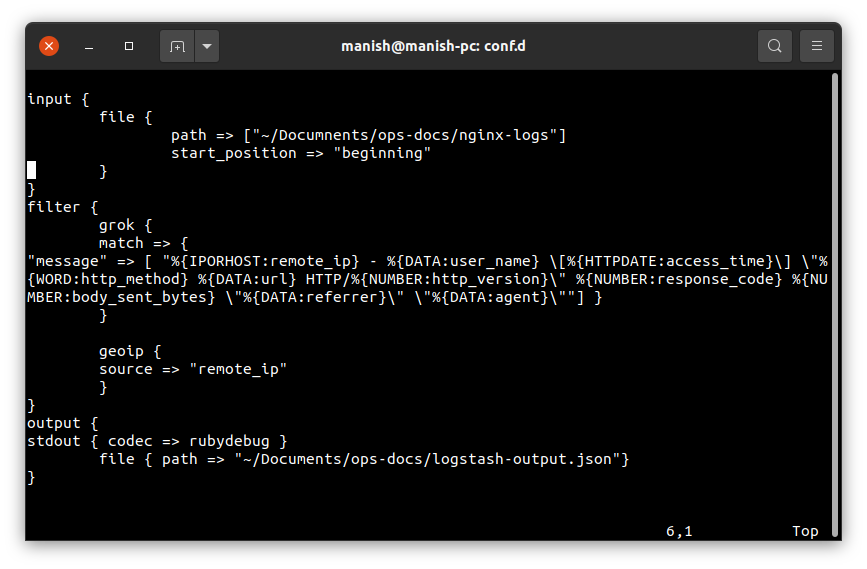 manish@manish-pc: conf.d
input {
file {
path => ["~/Documnents/ops-docs/nginx-logs"]
start_position => "beginning"
}
}
filter {
grok {
match => {
"message" => [ "%{IPORHOST:remote_ip} - %{DATA:user_name} \[%{HTTPDATE:access_time}\] \"%
{WORD:http_method} %{DATA:url} HTTP/%{NUMBER:http_version}\" %{NUMBER:response_code} %{NU
MBER:body_sent_bytes} \"%{DATA:referrer}\" \"%{DATA:agent}\""] }
}
geoip {
source => "remote_ip"
}
}
output {
stdout { codec => rubydebug }
file { path => "~/Documents/ops-docs/logstash-output.json"}
}
6,1 Top